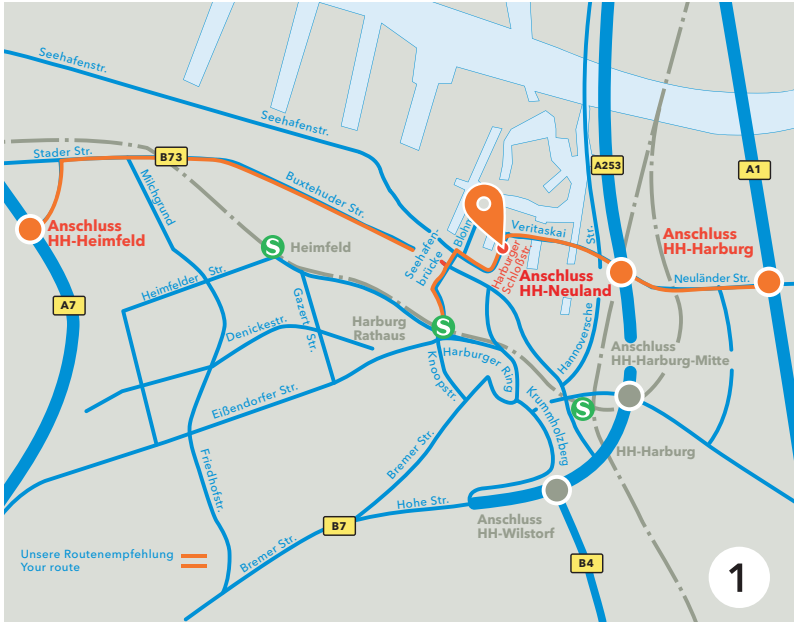 Seehafenstr.
Seehafenstr.
Stader Str.
B73
A253
A1
Milchgrund
Buxtehuder Str.
Anschluss
HH-Heimfeld
S
Heimfeld
Seehafen-
brücke
Blohm
Veritaskai
Harburger
Schloßstr.
Str.
Hannoversche
Anschluss
HH-Harburg
Anschluss
HH-Neuland
Neuländer Str.
A7
Heimfelder Str.
Gazert Str.
Denickestr.
Harburg
Rathaus
S
Anschluss
HH-Harburg-Mitte
Harburger Ring
Knoopstr.
Eißendorfer Str.
Krummholzberg
S
HH-Harburg
Bremer Str.
Friedhofstr.
Hohe Str.
B7
Anschluss
HH-Wilstorf
Bremer Str.
B4
Unsere Routenempfehlung
Your route
1